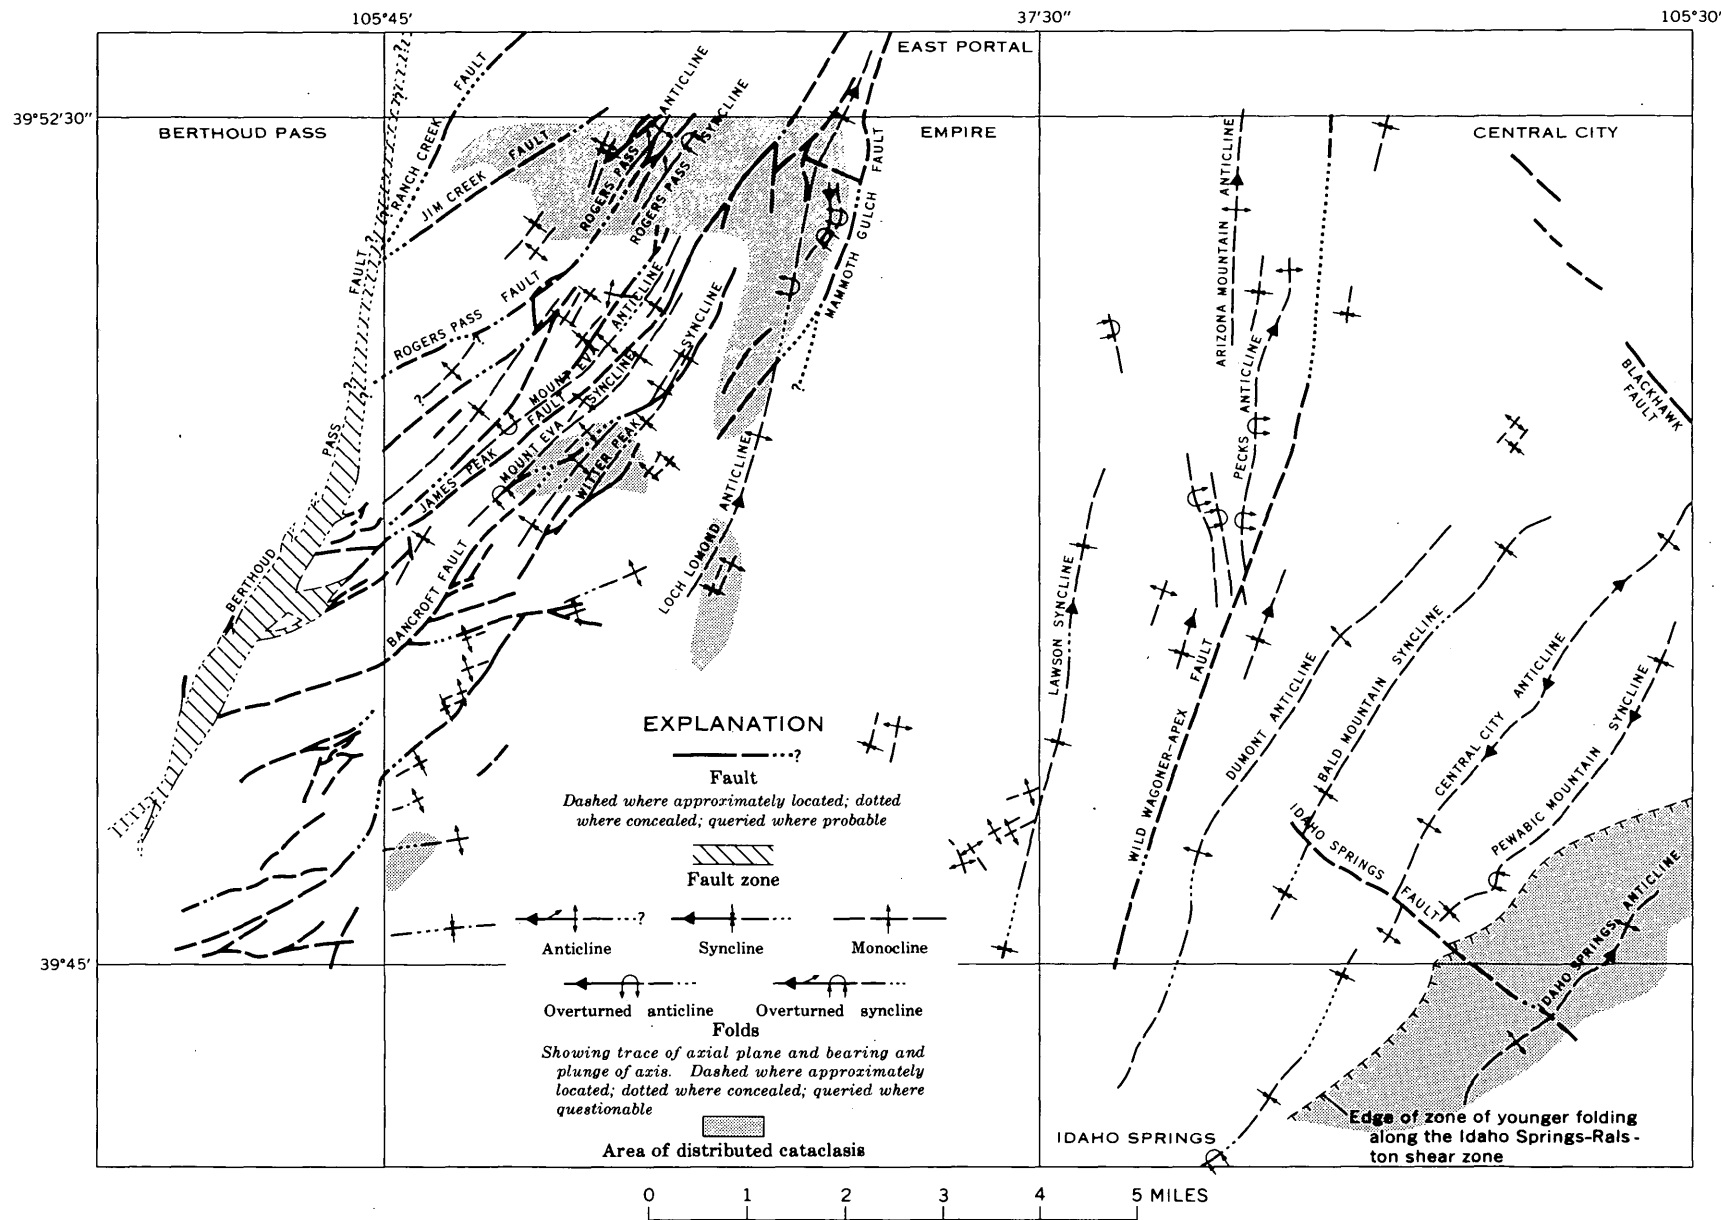 105°45′
37′30″
105°30′
EAST PORTAL
39°52′30″
BERTHOUD PASS
EMPIRE
CENTRAL CITY
RANCH CREEK FAULT
JIM CREEK FAULT
ROGERS PASS ANTICLINE
ROGERS PASS SYNCLINE
ROGERS PASS FAULT
MAMMOTH GULCH FAULT
?
?
?
?
?
ARIZONA MOUNTAIN ANTICLINE
PECKS ANTICLINE
BLACKHAWK
FAULT
MOUNT EVA ANTICLINE
MOUNT EVA SYNCLINE
JAMES PEAK FAULT
WITTER PEAK SYNCLINE
BERTHOUD PASS FAULT
BANCROFT FAULT
LOCH LOMOND ANTICLINE
LAWSON SYNCLINE
WILD WAGONER-APEX FAULT
DUMONT ANTICLINE
BALD MOUNTAIN SYNCLINE
CENTRAL CITY ANTICLINE
PEWABIC MOUNTAIN SYNCLINE
IDAHO SPRINGS FAULT
IDAHO SPRINGS ANTICLINE
39°45′
EXPLANATION
?
Fault
Dashed where approximately located; dotted
where concealed; queried where probable
Fault zone
?
Anticline
Syncline
Monocline
Overturned anticline
Overturned syncline
Folds
Showing trace of axial plane and bearing and
plunge of axis. Dashed where approximately
located; dotted where concealed; queried where
questionable
Area of distributed cataclasis
IDAHO SPRINGS
Edge of zone of younger folding
along the Idaho Springs-Rals-
ton shear zone
0 1 2 3 4 5 MILES